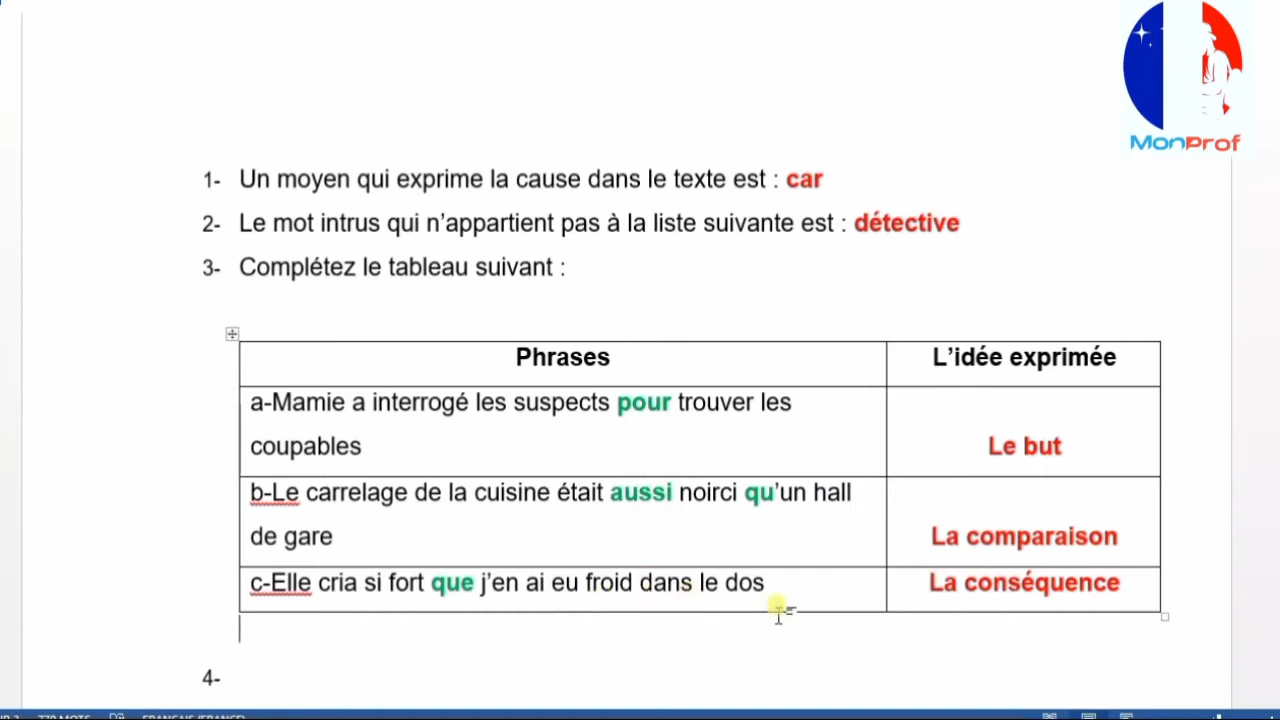 MonProf
1- Un moyen qui exprime la cause dans le texte est : car
2- Le mot intrus qui n’appartient pas à la liste suivante est : détective
3- Complétez le tableau suivant :
Phrases L’idée exprimée
a-Mamie a interrogé les suspects pour trouver les
coupables Le but
b-Le carrelage de la cuisine était aussi noirci qu’un hall
de gare La comparaison
c-Elle cria si fort que j’en ai eu froid dans le dos La conséquence
4-